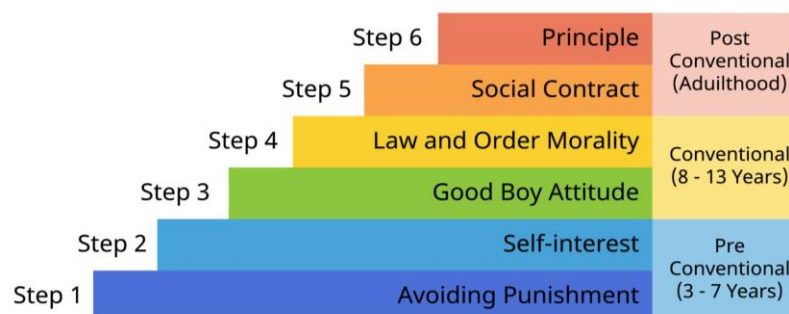 Step 6 Principle
Post
Conventional
(Aduilthood)
Step 5 Social Contract
Step 4 Law and Order Morality
Conventional
(8 - 13 Years)
Step 3 Good Boy Attitude
Step 2 Self-interest
Pre
Conventional
(3 - 7 Years)
Step 1 Avoiding Punishment